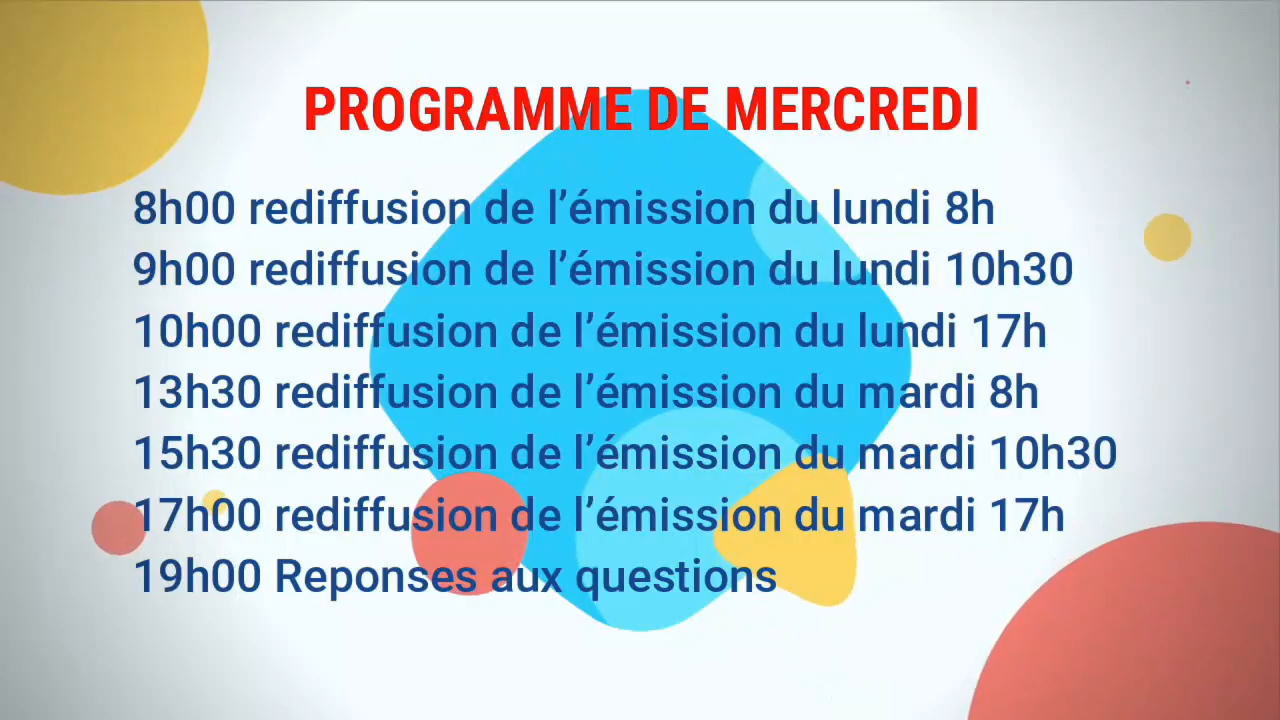 PROGRAMME DE MERCREDI
8h00 rediffusion de l’émission du lundi 8h
9h00 rediffusion de l’émission du lundi 10h30
10h00 rediffusion de l’émission du lundi 17h
13h30 rediffusion de l’émission du mardi 8h
15h30 rediffusion de l’émission du mardi 10h30
17h00 rediffusion de l’émission du mardi 17h
19h00 Reponses aux questions